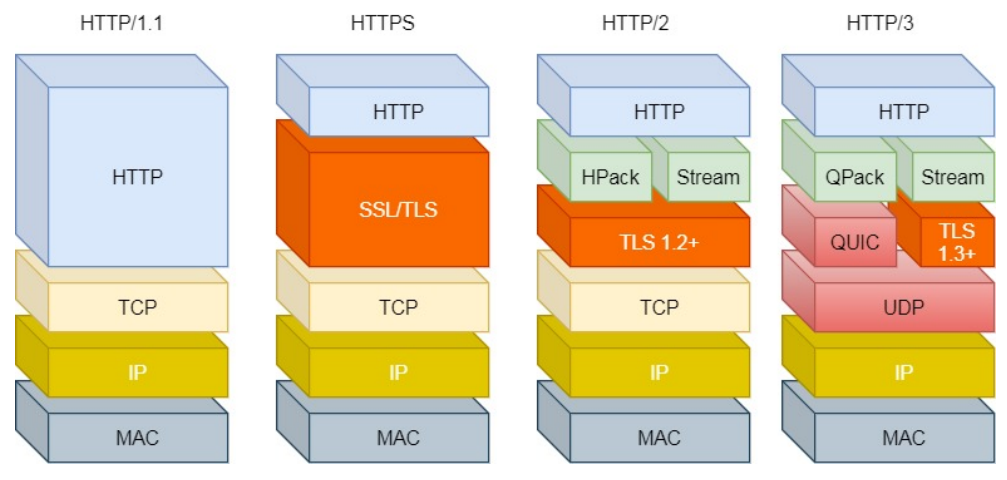 HTTP/1.1
HTTPS
HTTP/2
HTTP/3
HTTP
TCP
IP
MAC
HTTP
SSL/TLS
TCP
IP
MAC
HTTP
HPack
Stream
TLS 1.2+
TCP
IP
MAC
HTTP
QPack
Stream
QUIC
TLS
1.3+
UDP
IP
MAC